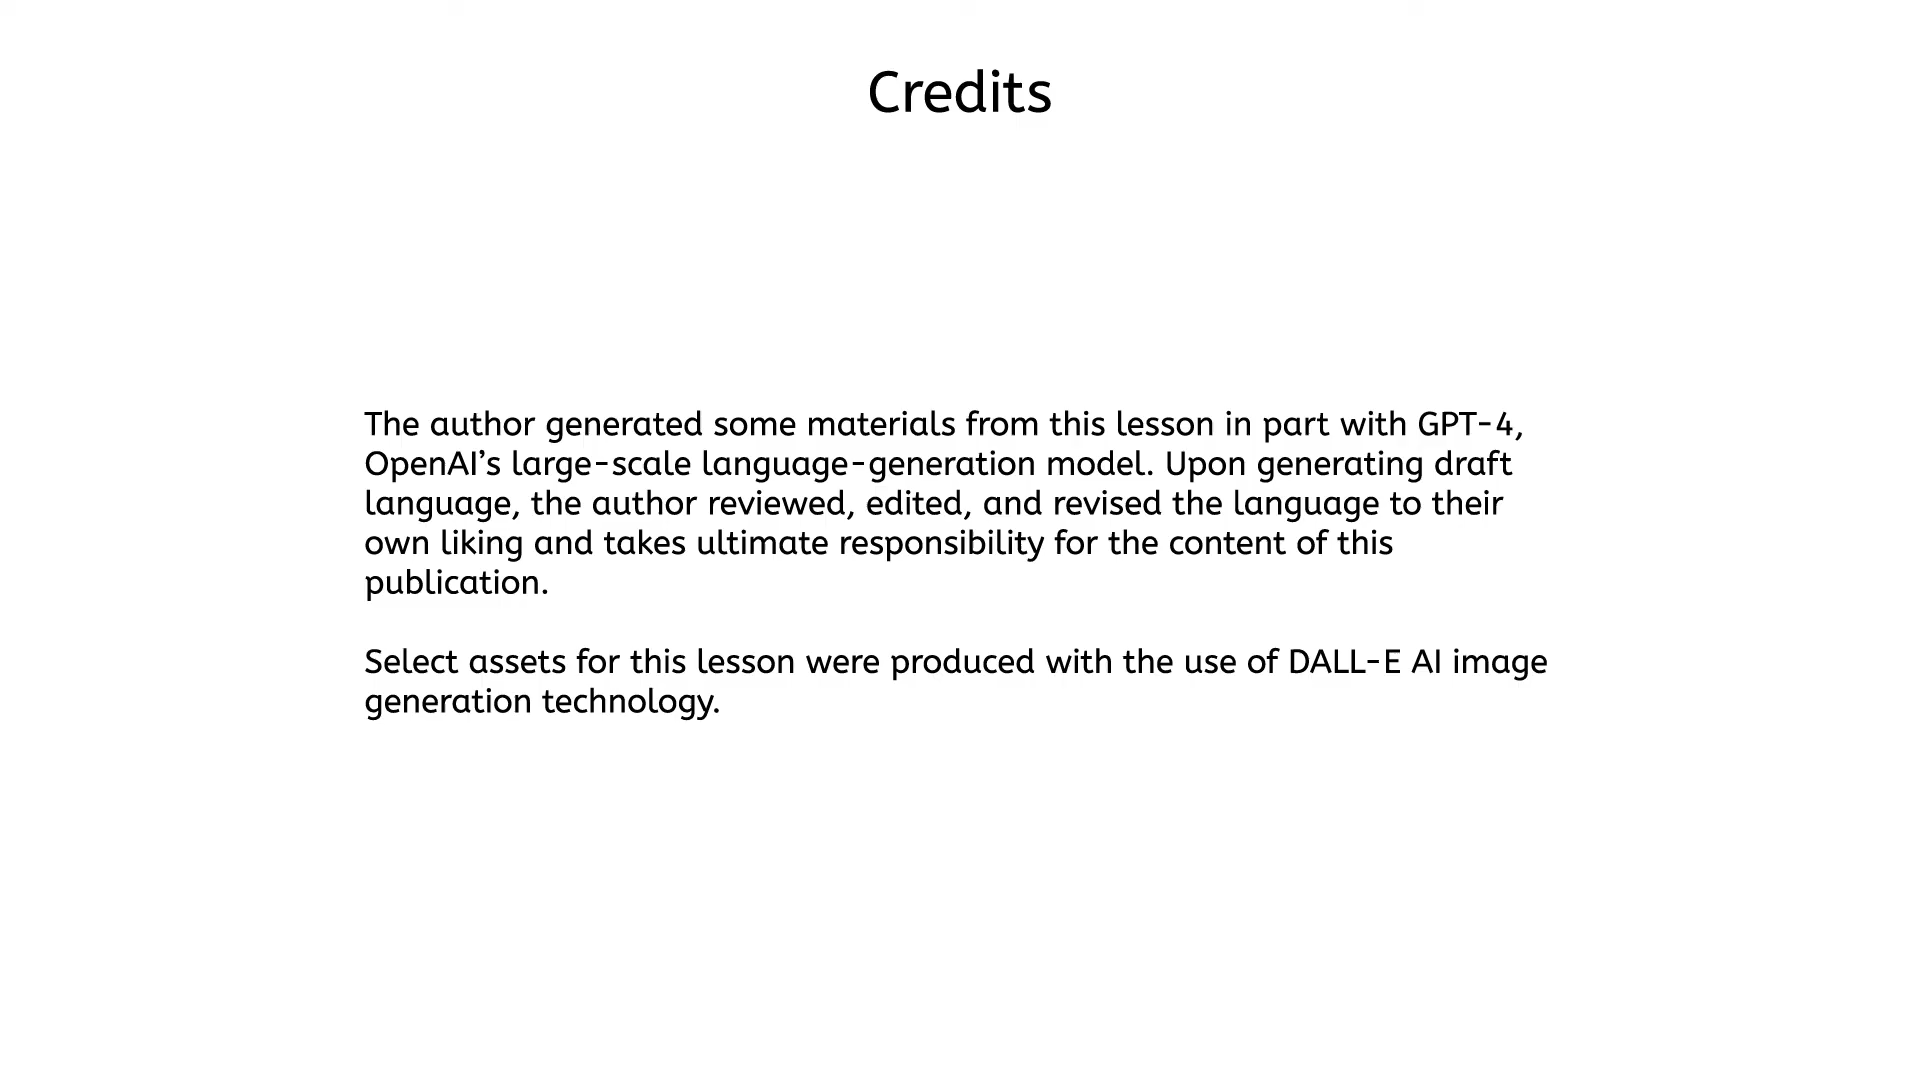 Credits
The author generated some materials from this lesson in part with GPT-4,
OpenAI’s large-scale language-generation model. Upon generating draft
language, the author reviewed, edited, and revised the language to their
own liking and takes ultimate responsibility for the content of this
publication.
Select assets for this lesson were produced with the use of DALL-E AI image
generation technology.